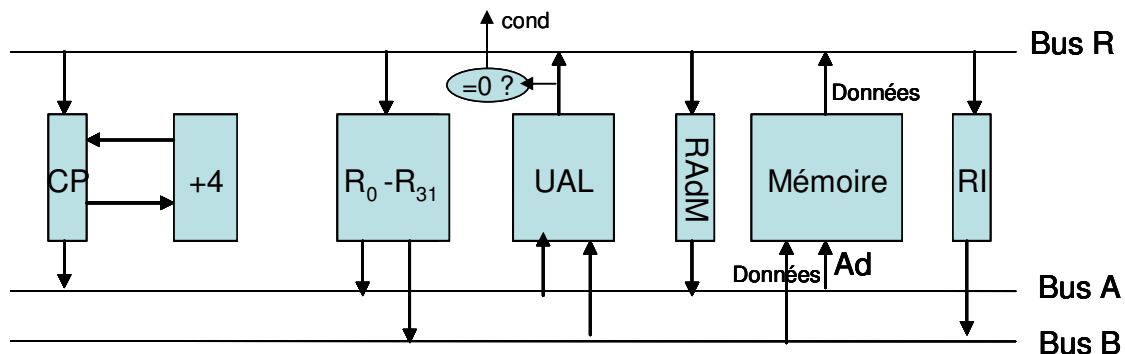 cond
Bus R
=0 ?
Données
CP
+4
R0 -R31
UAL
RAdM
Mémoire
RI
Données
Ad
Bus A
Bus B